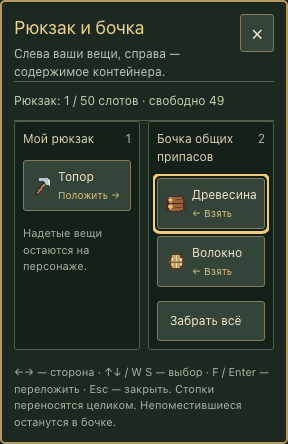 Рюкзак и бочка
×
Слева ваши вещи, справа —
содержимое контейнера.
Рюкзак: 1 / 50 слотов · свободно 49
Мой рюкзак 1
Топор
Положить →
Надетые вещи
остаются на
персонаже.
Бочка общих 2
припасов
Древесина
← Взять
Волокно
← Взять
Забрать всё
←→ — сторона · ↑↓ / W S — выбор · F / Enter —
переложить · Esc — закрыть. Стопки
переносятся целиком. Непоместившиеся
останутся в бочке.